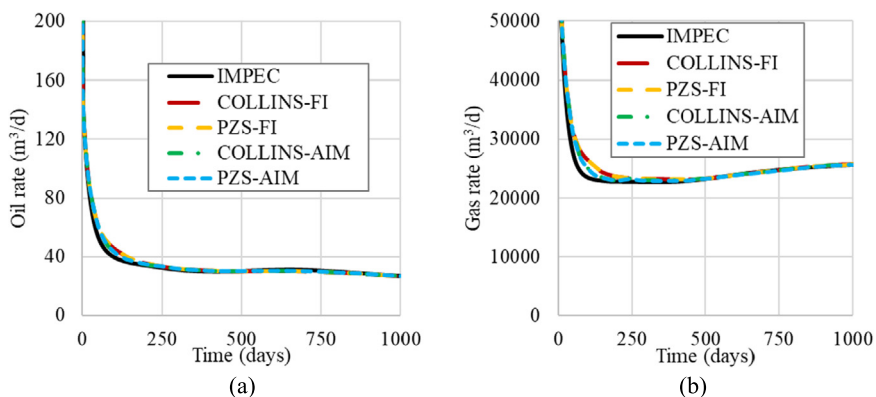 200
160
120
80
40
0
Oil rate (m³/d)
IMPEC
COLLINS-FI
PZS-FI
COLLINS-AIM
PZS-AIM
0 250 500 750 1000
Time (days)
(a)
50000
40000
30000
20000
10000
0
Gas rate (m³/d)
IMPEC
COLLINS-FI
PZS-FI
COLLINS-AIM
PZS-AIM
0 250 500 750 1000
Time (days)
(b)